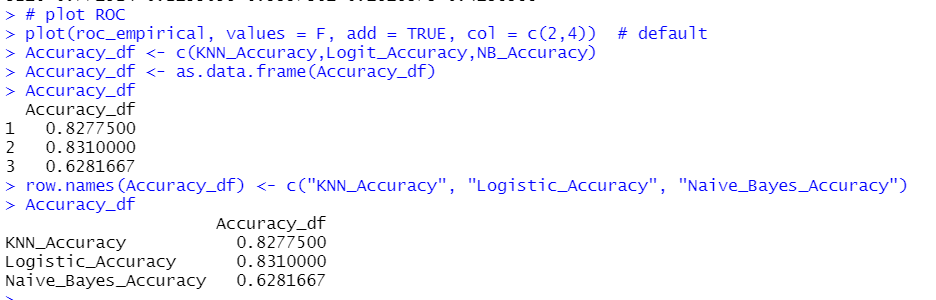 > # plot ROC
> plot(roc_empirical, values = F, add = TRUE, col = c(2,4))  # default
> Accuracy_df <- c(KNN_Accuracy,Logit_Accuracy,NB_Accuracy)
> Accuracy_df <- as.data.frame(Accuracy_df)
> Accuracy_df
  Accuracy_df
1   0.8277500
2   0.8310000
3   0.6281667
> row.names(Accuracy_df) <- c("KNN_Accuracy", "Logistic_Accuracy", "Naive_Bayes_Accuracy")
> Accuracy_df
                     Accuracy_df
KNN_Accuracy           0.8277500
Logistic_Accuracy      0.8310000
Naive_Bayes_Accuracy   0.6281667
>